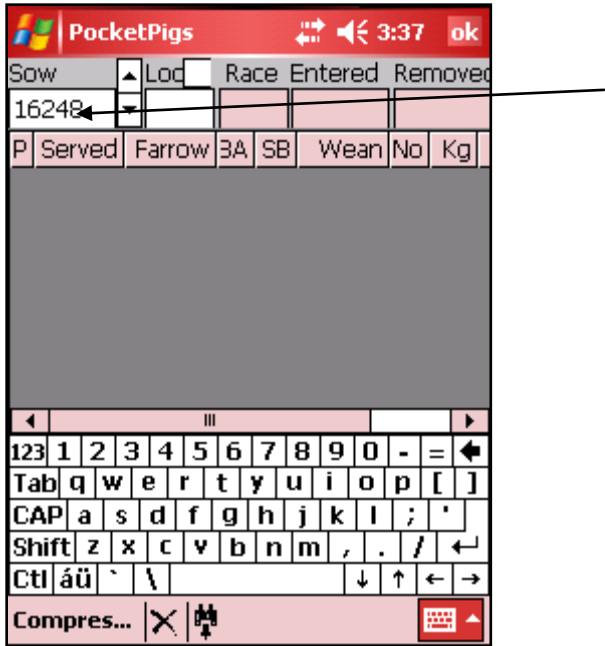 PocketPigs 3:37 ok
Sow Loc Race Entered Removed
16248
P Served Farrow BA SB Wean No Kg
123 1 2 3 4 5 6 7 8 9 0 - =
Tab q w e r t y u i o p [ ]
CAP a s d f g h j k l ; '
Shift z x c v b n m , . /
Ctl áü ` \ ↓ ↑ ← →
Compres...